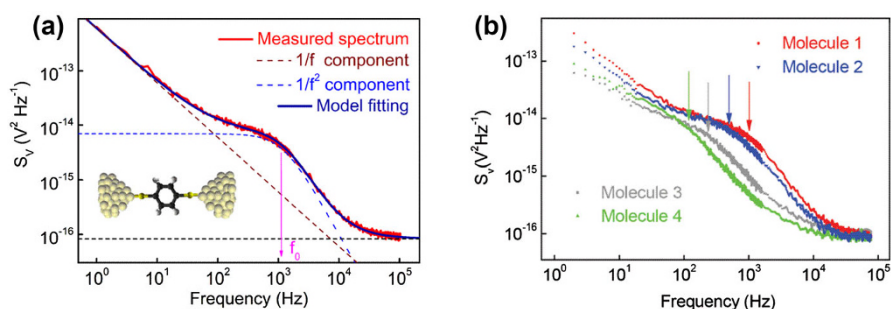 (a)
Measured spectrum
1/f component
1/f² component
Model fitting
10⁻¹³
10⁻¹⁴
10⁻¹⁵
10⁻¹⁶
S_V (V² Hz⁻¹)
f₀
10⁰ 10¹ 10² 10³ 10⁴ 10⁵
Frequency (Hz)
(b)
Molecule 1
Molecule 2
Molecule 3
Molecule 4
10⁻¹³
10⁻¹⁴
10⁻¹⁵
10⁻¹⁶
S_V(V²Hz⁻¹)
10⁰ 10¹ 10² 10³ 10⁴ 10⁵
Frequency (Hz)